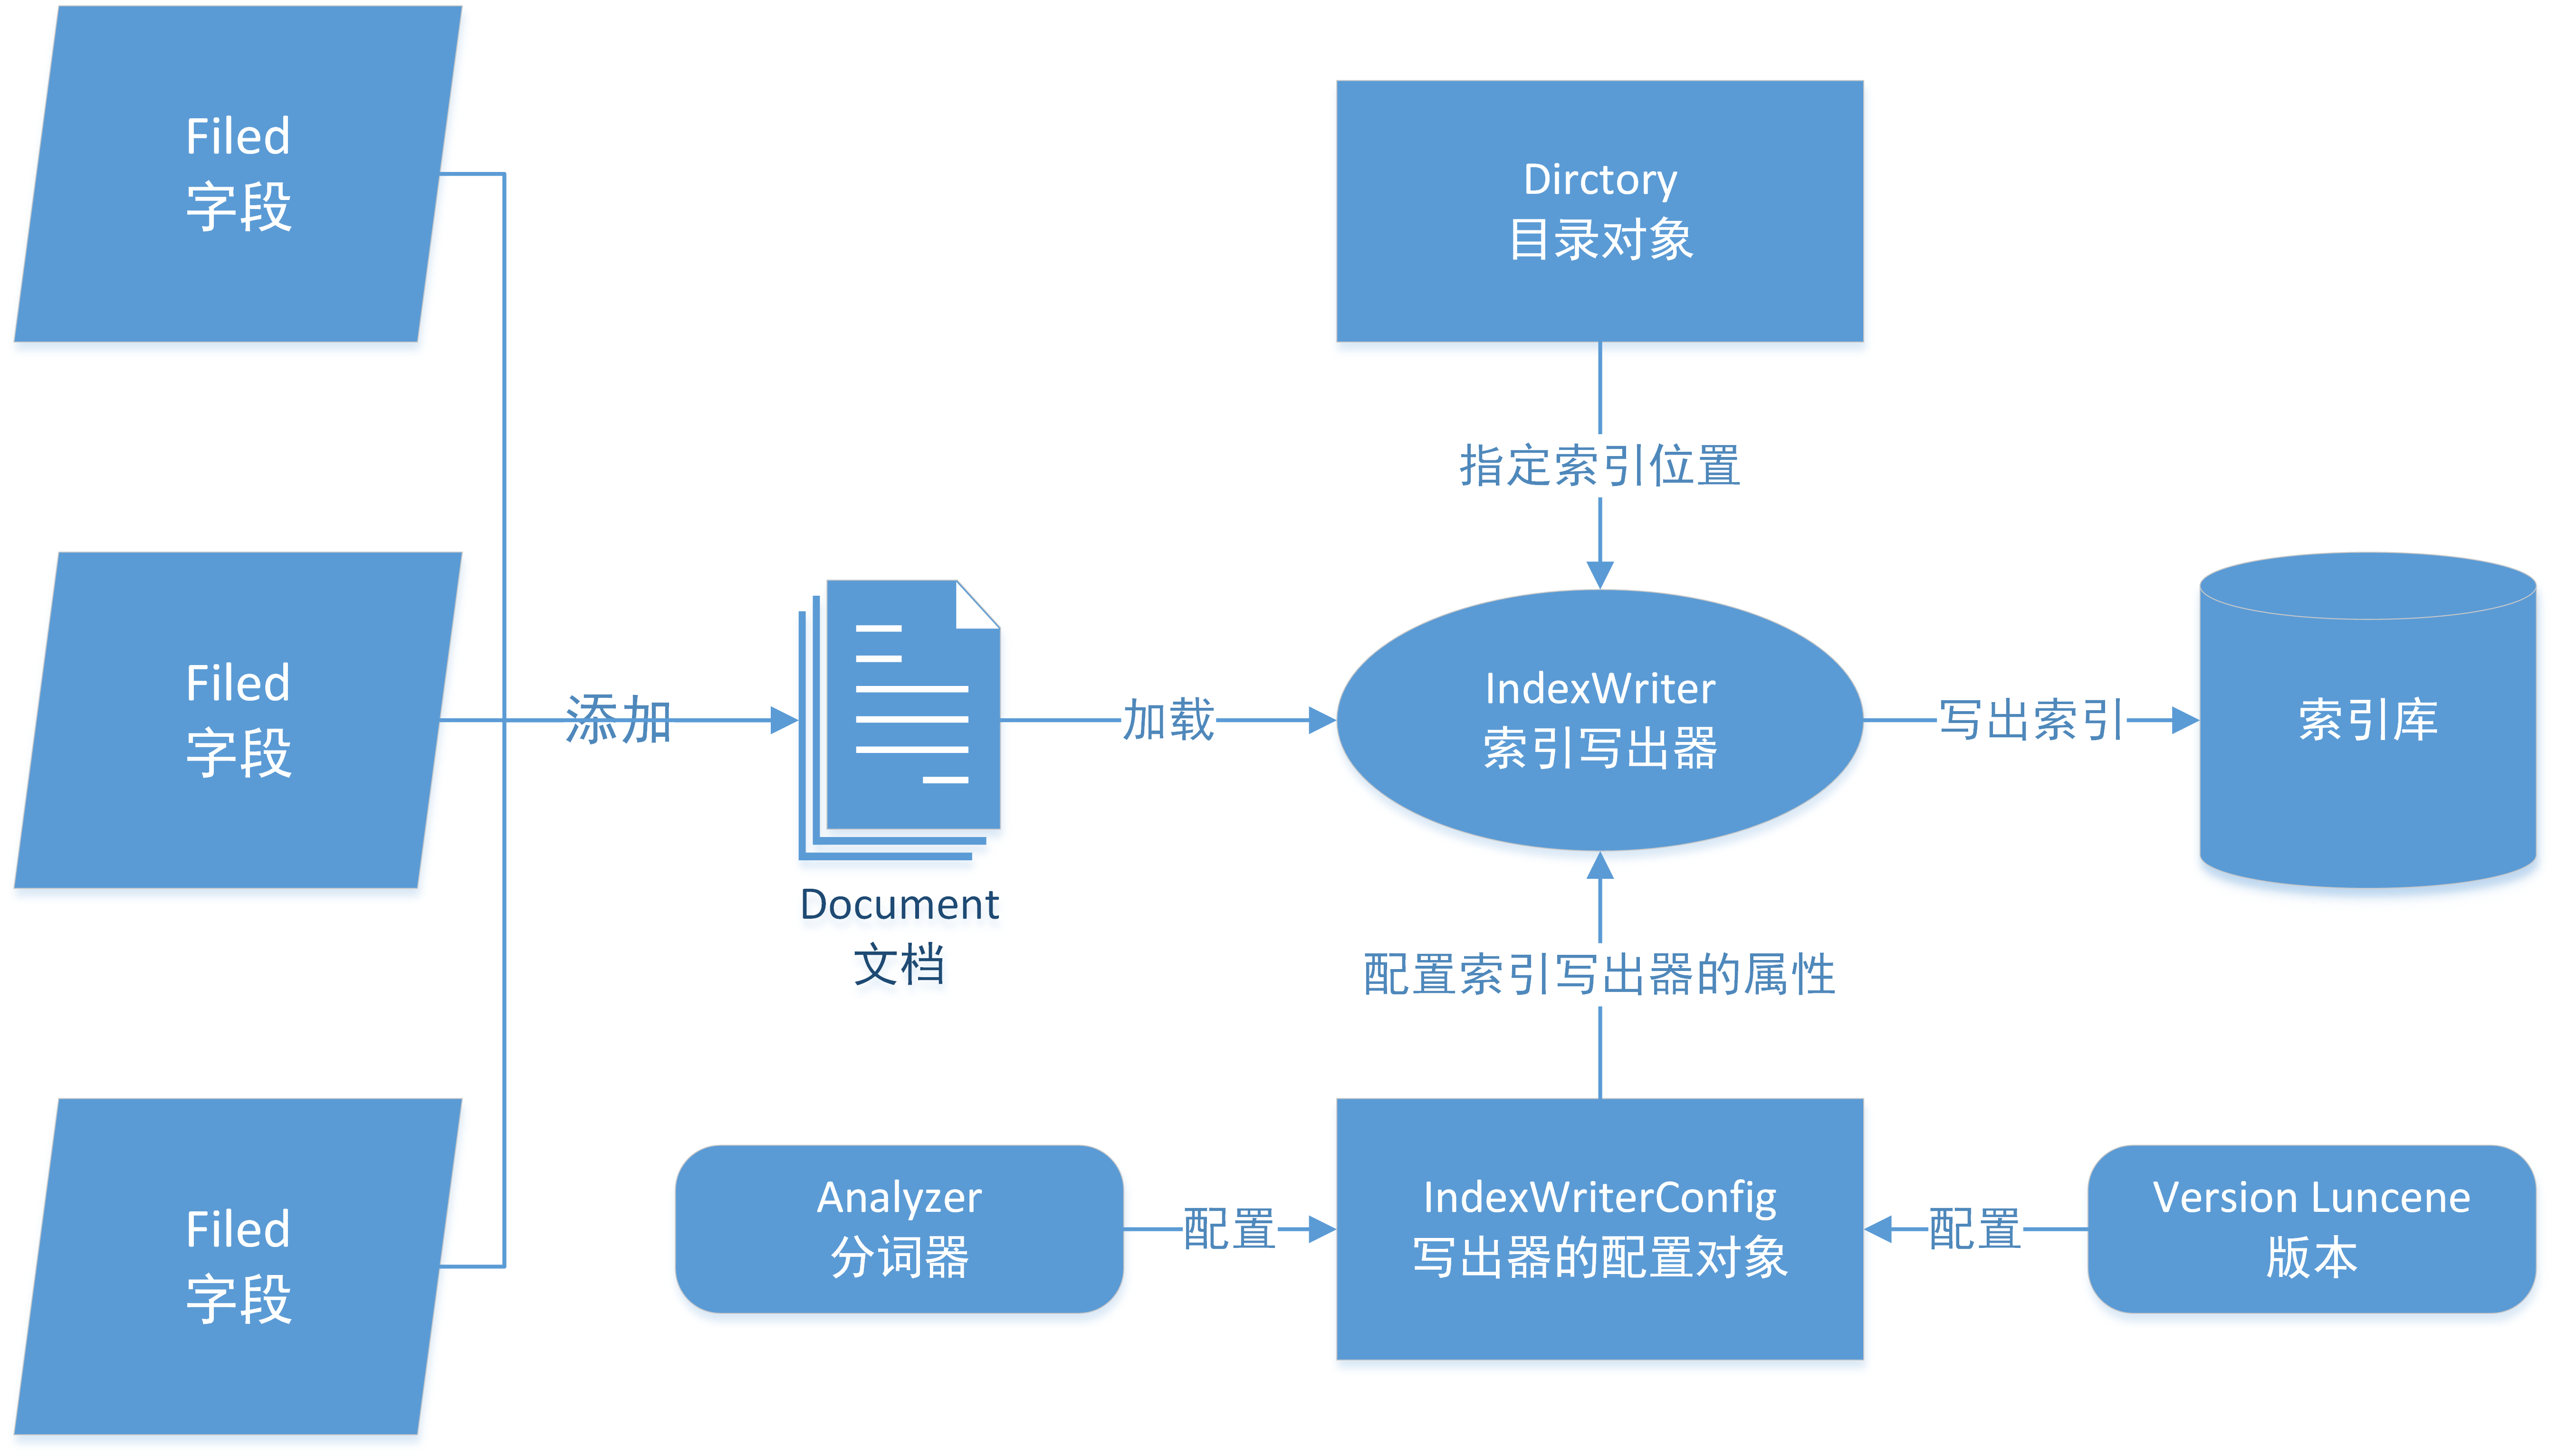 Filed
字段
Dirctory
目录对象
指定索引位置
Filed
字段
添加
Document
文档
加载
IndexWriter
索引写出器
写出索引
索引库
配置索引写出器的属性
Filed
字段
Analyzer
分词器
配置
IndexWriterConfig
写出器的配置对象
配置
Version Luncene
版本